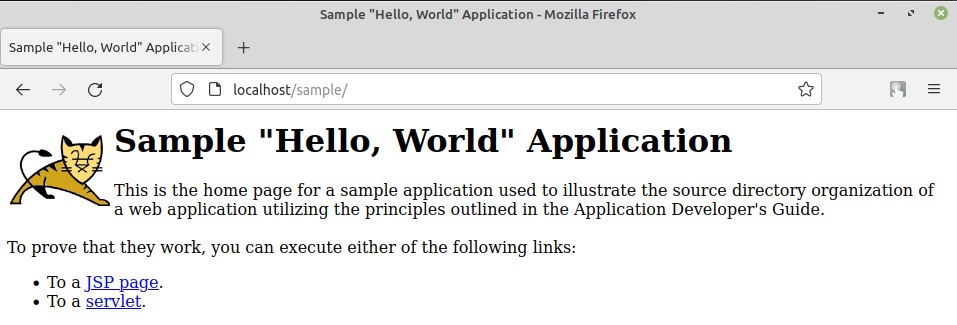 Sample "Hello, World" Application - Mozilla Firefox
Sample "Hello, World" Applicati
localhost/sample/
Sample "Hello, World" Application
This is the home page for a sample application used to illustrate the source directory organization of
a web application utilizing the principles outlined in the Application Developer's Guide.
To prove that they work, you can execute either of the following links:
• To a JSP page.
• To a servlet.